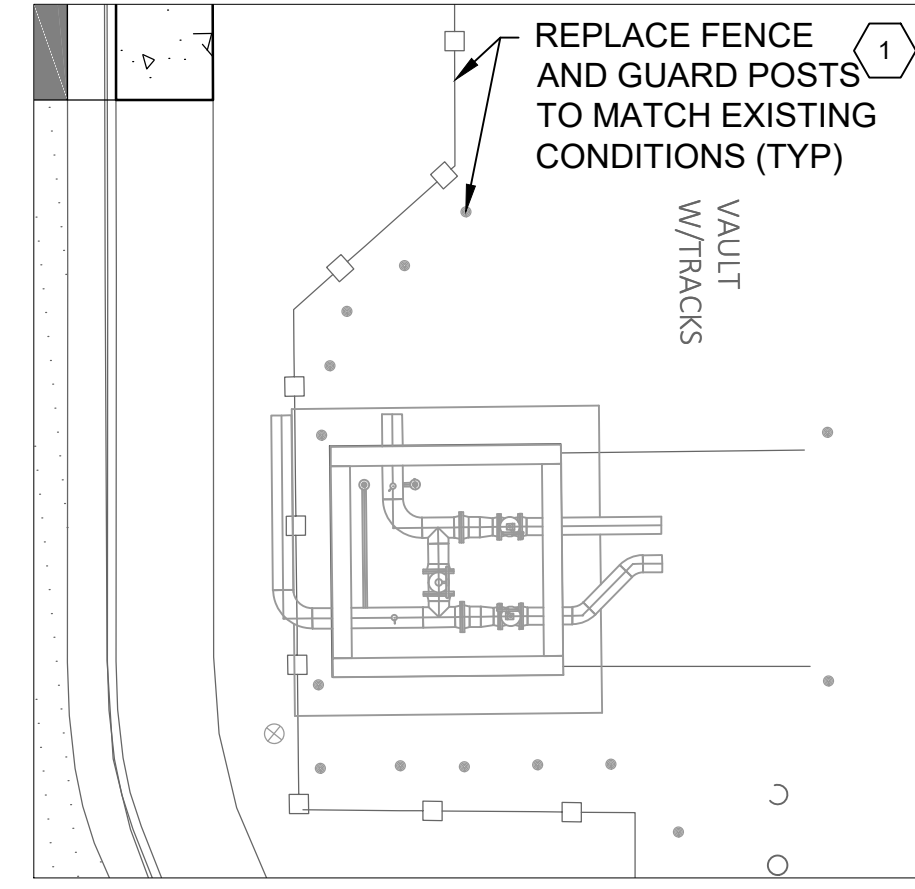 REPLACE FENCE
AND GUARD POSTS
TO MATCH EXISTING
CONDITIONS (TYP)
1
VAULT
W/TRACKS